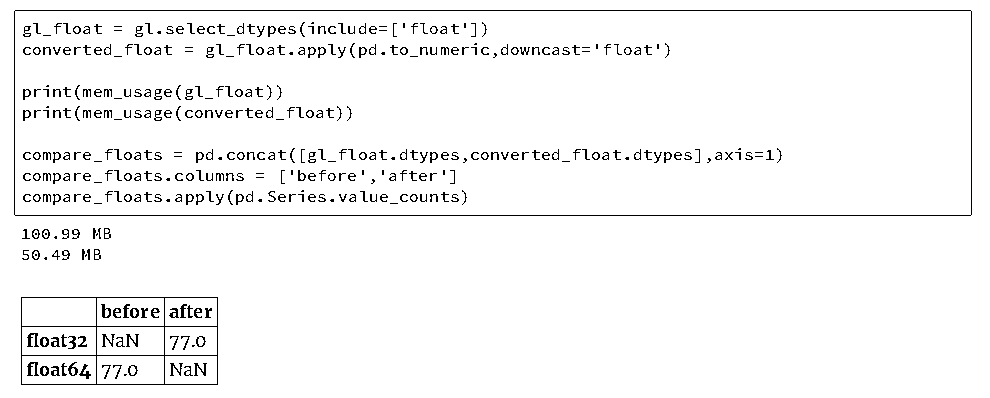 gl_float = gl.select_dtypes(include=['float'])
converted_float = gl_float.apply(pd.to_numeric,downcast='float')
print(mem_usage(gl_float))
print(mem_usage(converted_float))
compare_floats = pd.concat([gl_float.dtypes,converted_float.dtypes],axis=1)
compare_floats.columns = ['before','after']
compare_floats.apply(pd.Series.value_counts)
100.99 MB
50.49 MB
before after
float32 NaN 77.0
float64 77.0 NaN